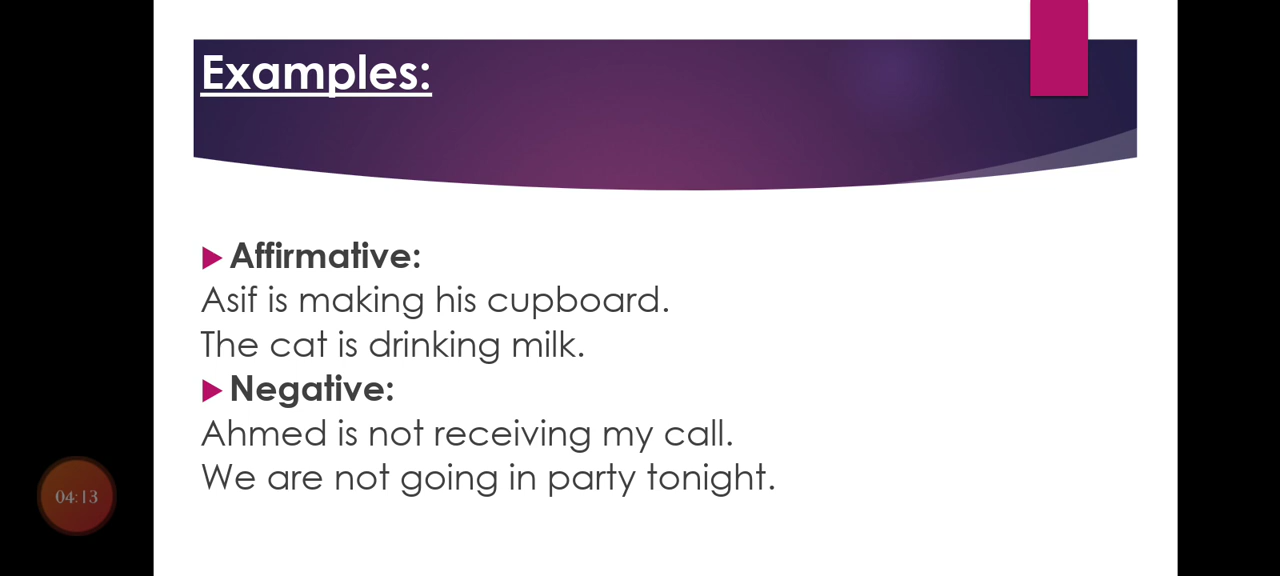 Examples:
Affirmative:
Asif is making his cupboard.
The cat is drinking milk.
Negative:
Ahmed is not receiving my call.
We are not going in party tonight.
04:13